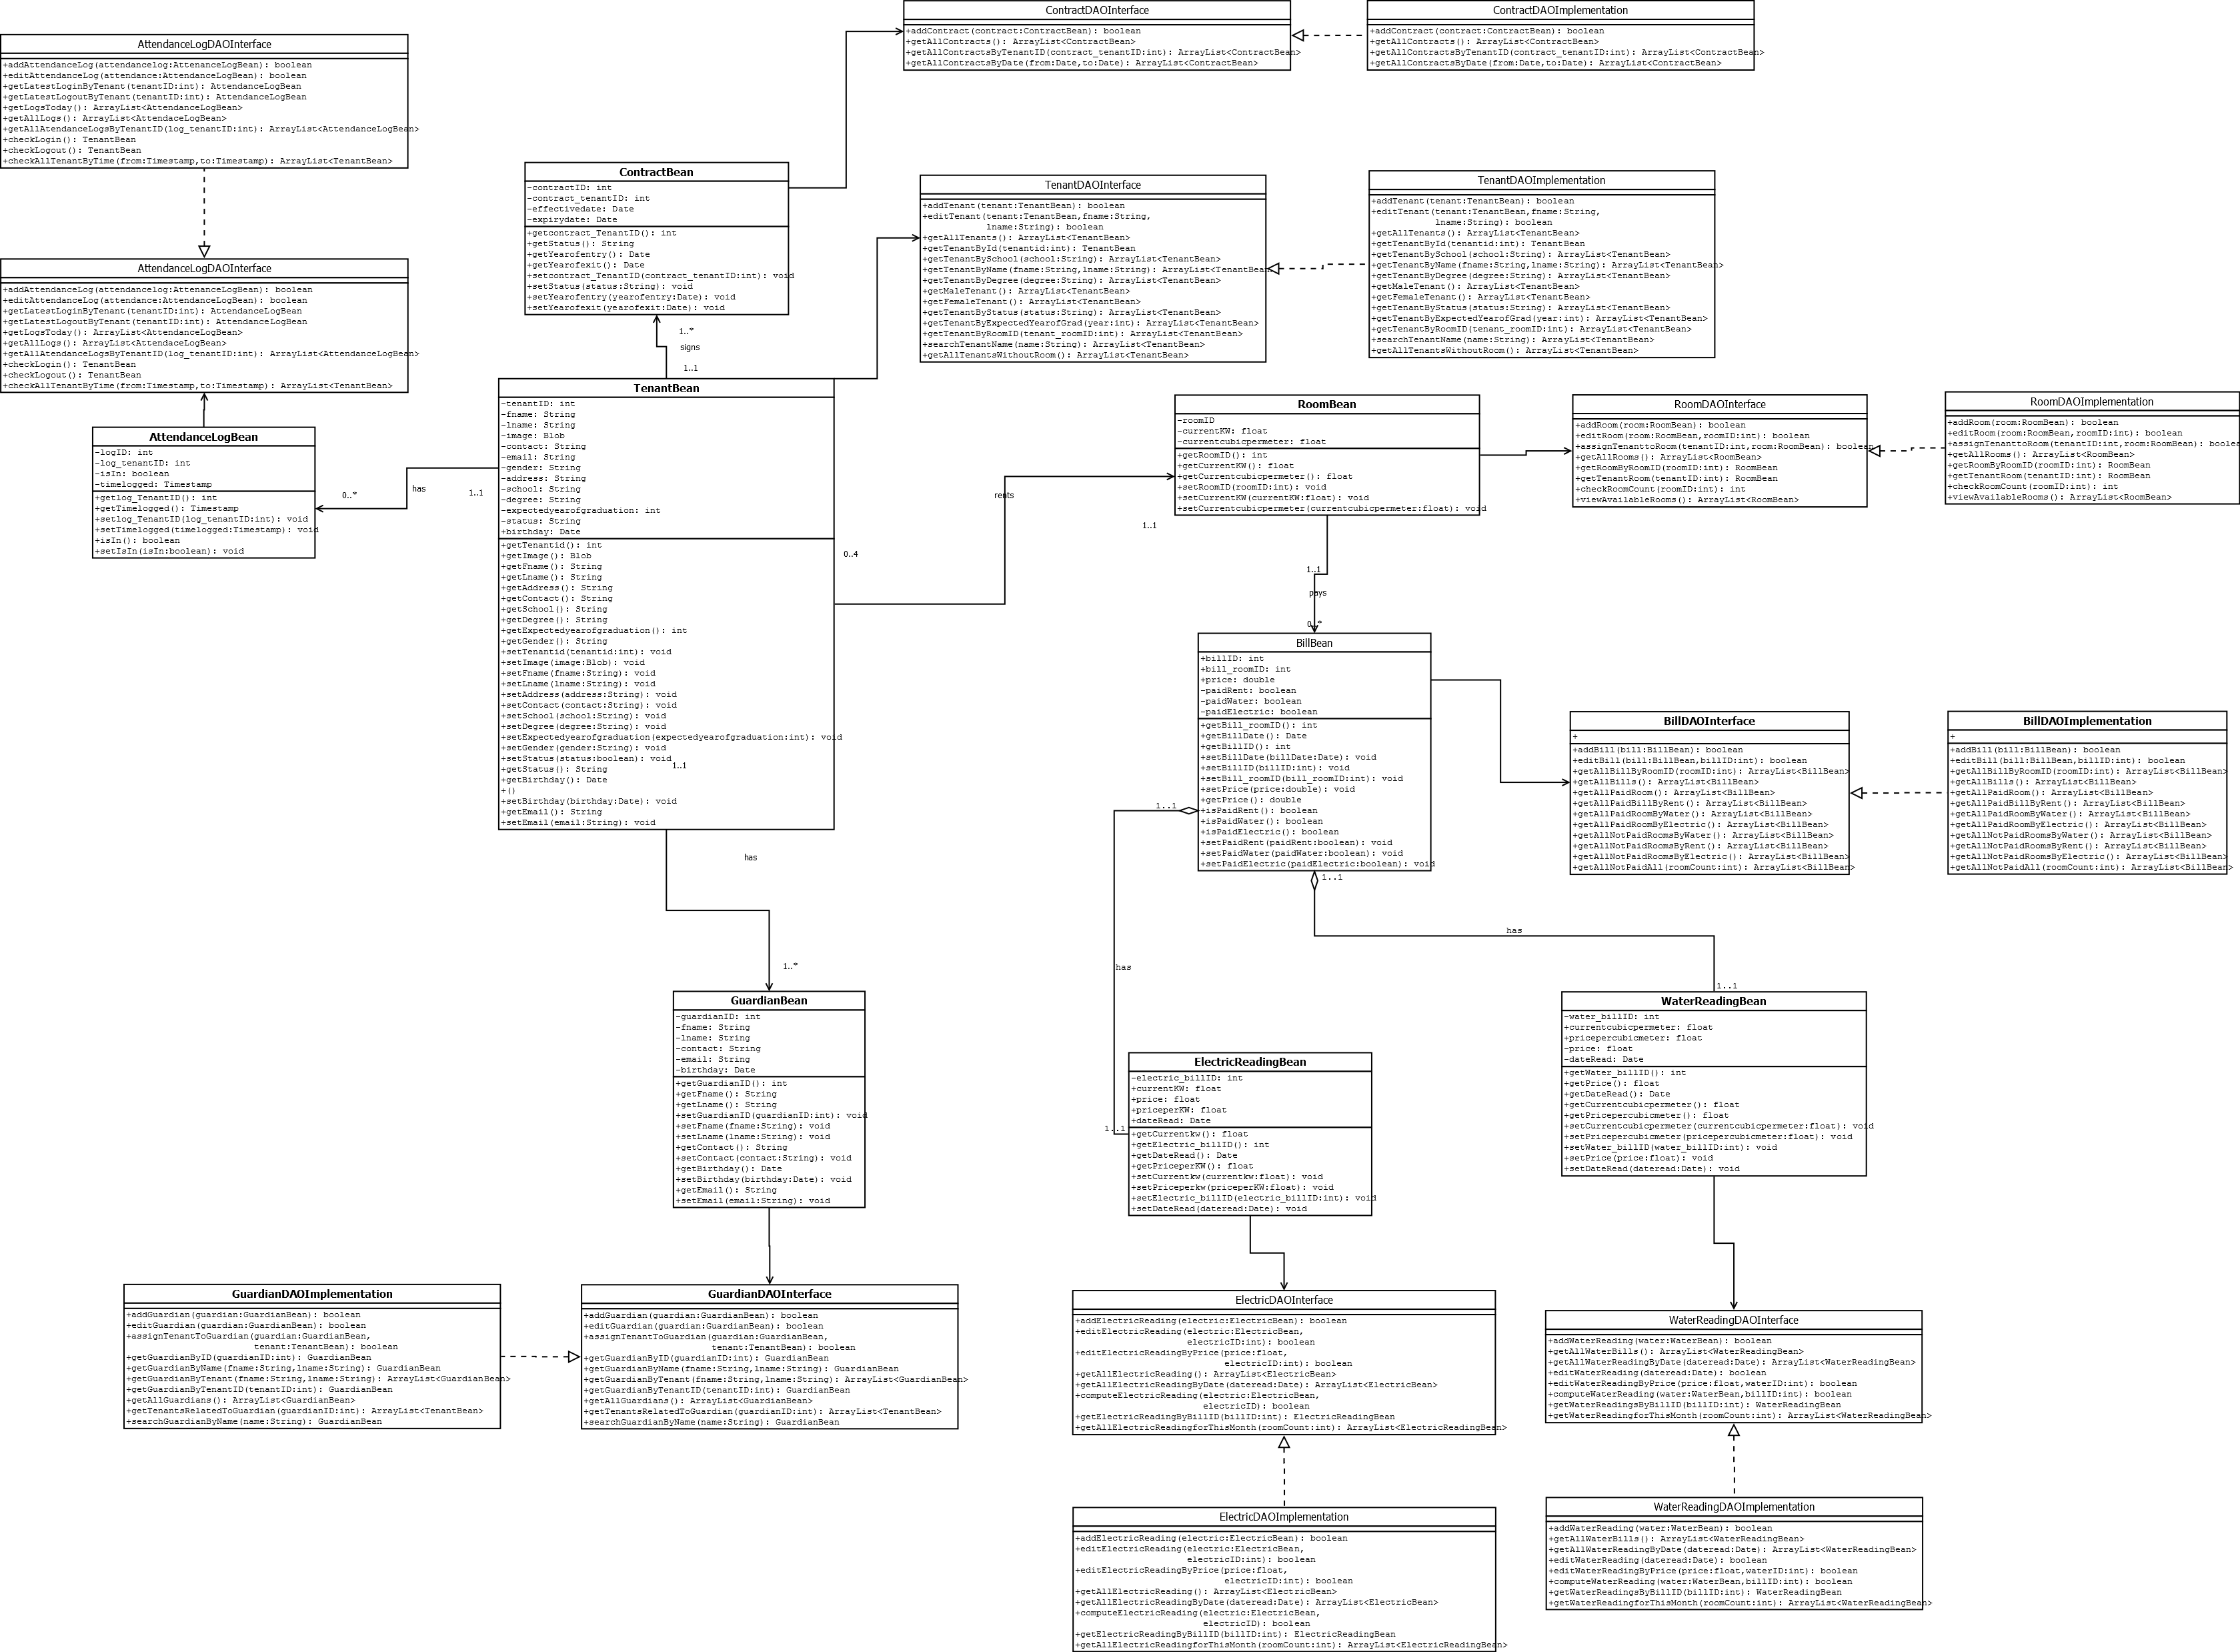 ContractDAOInterface
+addContract(contract:ContractBean): boolean
+getAllContracts(): ArrayList<ContractBean>
+getAllContractsByTenantID(contract_tenantID:int): ArrayList<ContractBean>
+getAllContractsByDate(from:Date,to:Date): ArrayList<ContractBean>
ContractDAOImplementation
+addContract(contract:ContractBean): boolean
+getAllContracts(): ArrayList<ContractBean>
+getAllContractsByTenantID(contract_tenantID:int): ArrayList<ContractBean>
+getAllContractsByDate(from:Date,to:Date): ArrayList<ContractBean>
AttendanceLogDAOInterface
+addAttendanceLog(attendancelog:AttenanceLogBean): boolean
+editAttendanceLog(attendance:AttendanceLogBean): boolean
+getLatestLoginByTenant(tenantID:int): AttendanceLogBean
+getLatestLogoutByTenant(tenantID:int): AttendanceLogBean
+getLogsToday(): ArrayList<AttendanceLogBean>
+getAllLogs(): ArrayList<AttendaceLogBean>
+getAllAtendanceLogsByTenantID(log_tenantID:int): ArrayList<AttendanceLogBean>
+checkLogin(): TenantBean
+checkLogout(): TenantBean
+checkAllTenantByTime(from:Timestamp,to:Timestamp): ArrayList<TenantBean>
AttendanceLogDAOInterface
+addAttendanceLog(attendancelog:AttenanceLogBean): boolean
+editAttendanceLog(attendance:AttendanceLogBean): boolean
+getLatestLoginByTenant(tenantID:int): AttendanceLogBean
+getLatestLogoutByTenant(tenantID:int): AttendanceLogBean
+getLogsToday(): ArrayList<AttendanceLogBean>
+getAllLogs(): ArrayList<AttendaceLogBean>
+getAllAtendanceLogsByTenantID(log_tenantID:int): ArrayList<AttendanceLogBean>
+checkLogin(): TenantBean
+checkLogout(): TenantBean
+checkAllTenantByTime(from:Timestamp,to:Timestamp): ArrayList<TenantBean>
ContractBean
-contractID: int
-contract_tenantID: int
-effectivedate: Date
-expirydate: Date
+getcontract_TenantID(): int
+getStatus(): String
+getYearofentry(): Date
+getYearofexit(): Date
+setcontract_TenantID(contract_tenantID:int): void
+setStatus(status:String): void
+setYearofentry(yearofentry:Date): void
+setYearofexit(yearofexit:Date): void
1..*
signs
1..1
TenantDAOInterface
+addTenant(tenant:TenantBean): boolean
+editTenant(tenant:TenantBean,fname:String,
lname:String): boolean
+getAllTenants(): ArrayList<TenantBean>
+getTenantById(tenantid:int): TenantBean
+getTenantBySchool(school:String): ArrayList<TenantBean>
+getTenantByName(fname:String,lname:String): ArrayList<TenantBean>
+getTenantByDegree(degree:String): ArrayList<TenantBean>
+getMaleTenant(): ArrayList<TenantBean>
+getFemaleTenant(): ArrayList<TenantBean>
+getTenantByStatus(status:String): ArrayList<TenantBean>
+getTenantByExpectedYearofGrad(year:int): ArrayList<TenantBean>
+getTenantByRoomID(tenant_roomID:int): ArrayList<TenantBean>
+searchTenantName(name:String): ArrayList<TenantBean>
+getAllTenantsWithoutRoom(): ArrayList<TenantBean>
TenantDAOImplementation
+addTenant(tenant:TenantBean): boolean
+editTenant(tenant:TenantBean,fname:String,
lname:String): boolean
+getAllTenants(): ArrayList<TenantBean>
+getTenantById(tenantid:int): TenantBean
+getTenantBySchool(school:String): ArrayList<TenantBean>
+getTenantByName(fname:String,lname:String): ArrayList<TenantBean>
+getTenantByDegree(degree:String): ArrayList<TenantBean>
+getMaleTenant(): ArrayList<TenantBean>
+getFemaleTenant(): ArrayList<TenantBean>
+getTenantByStatus(status:String): ArrayList<TenantBean>
+getTenantByExpectedYearofGrad(year:int): ArrayList<TenantBean>
+getTenantByRoomID(tenant_roomID:int): ArrayList<TenantBean>
+searchTenantName(name:String): ArrayList<TenantBean>
+getAllTenantsWithoutRoom(): ArrayList<TenantBean>
AttendanceLogBean
-logID: int
-log_tenantID: int
-isIn: boolean
-timelogged: Timestamp
+getlog_TenantID(): int
+getTimelogged(): Timestamp
+setlog_TenantID(log_tenantID:int): void
+setTimelogged(timelogged:Timestamp): void
+isIn(): boolean
+setIsIn(isIn:boolean): void
0..*
has
1..1
TenantBean
-tenantID: int
-fname: String
-lname: String
-image: Blob
-contact: String
-email: String
-gender: String
-address: String
-school: String
-degree: String
-expectedyearofgraduation: int
-status: String
-birthday: Date
+getTenantid(): int
+getImage(): Blob
+getFname(): String
+getLname(): String
+getAddress(): String
+getContact(): String
+getSchool(): String
+getDegree(): String
+getExpectedyearofgraduation(): int
+getGender(): String
+setTenantid(tenantid:int): void
+setImage(image:Blob): void
+setFname(fname:String): void
+setLname(lname:String): void
+setAddress(address:String): void
+setContact(contact:String): void
+setSchool(school:String): void
+setDegree(degree:String): void
+setExpectedyearofgraduation(expectedyearofgraduation:int): void
+setGender(gender:String): void
+setStatus(status:boolean): void
+getStatus(): String
+getBirthday(): Date
+()
+setBirthday(birthday:Date): void
+getEmail(): String
+setEmail(email:String): void
1..1
has
1..*
0..4
rents
1..1
RoomBean
-roomID
-currentKW: float
-currentcubicpermeter: float
+getRoomID(): int
+getCurrentKW(): float
+getCurrentcubicpermeter(): float
+setRoomID(roomID:int): void
+setCurrentKW(currentKW:float): void
+setCurrentcubicpermeter(currentcubicpermeter:float): void
RoomDAOInterface
+addRoom(room:RoomBean): boolean
+editRoom(room:RoomBean,roomID:int): boolean
+assignTenanttoRoom(tenantID:int,room:RoomBean): boolean
+getAllRooms(): ArrayList<RoomBean>
+getRoomByRoomID(roomID:int): RoomBean
+getTenantRoom(tenantID:int): RoomBean
+checkRoomCount(roomID:int): int
+viewAvailableRooms(): ArrayList<RoomBean>
RoomDAOImplementation
+addRoom(room:RoomBean): boolean
+editRoom(room:RoomBean,roomID:int): boolean
+assignTenanttoRoom(tenantID:int,room:RoomBean): boolea
+getAllRooms(): ArrayList<RoomBean>
+getRoomByRoomID(roomID:int): RoomBean
+getTenantRoom(tenantID:int): RoomBean
+checkRoomCount(roomID:int): int
+viewAvailableRooms(): ArrayList<RoomBean>
1..1
pays
0..*
BillBean
+billID: int
+bill_roomID: int
+price: double
-paidRent: boolean
-paidWater: boolean
-paidElectric: boolean
+getBill_roomID(): int
+getBillDate(): Date
+getBillID(): int
+setBillDate(billDate:Date): void
+setBillID(billID:int): void
+setBill_roomID(bill_roomID:int): void
+setPrice(price:double): void
+getPrice(): double
+isPaidRent(): boolean
+isPaidWater(): boolean
+isPaidElectric(): boolean
+setPaidRent(paidRent:boolean): void
+setPaidWater(paidWater:boolean): void
+setPaidElectric(paidElectric:boolean): void
1..1
has
1..1
1..1
has
1..1
BillDAOInterface
+
+addBill(bill:BillBean): boolean
+editBill(bill:BillBean,billID:int): boolean
+getAllBillByRoomID(roomID:int): ArrayList<BillBean>
+getAllBills(): ArrayList<BillBean>
+getAllPaidRoom(): ArrayList<BillBean>
+getAllPaidBillByRent(): ArrayList<BillBean>
+getAllPaidRoomByWater(): ArrayList<BillBean>
+getAllPaidRoomByElectric(): ArrayList<BillBean>
+getAllNotPaidRoomsByWater(): ArrayList<BillBean>
+getAllNotPaidRoomsByRent(): ArrayList<BillBean>
+getAllNotPaidRoomsByElectric(): ArrayList<BillBean>
+getAllNotPaidAll(roomCount:int): ArrayList<BillBean>
BillDAOImplementation
+
+addBill(bill:BillBean): boolean
+editBill(bill:BillBean,billID:int): boolean
+getAllBillByRoomID(roomID:int): ArrayList<BillBean>
+getAllBills(): ArrayList<BillBean>
+getAllPaidRoom(): ArrayList<BillBean>
+getAllPaidBillByRent(): ArrayList<BillBean>
+getAllPaidRoomByWater(): ArrayList<BillBean>
+getAllPaidRoomByElectric(): ArrayList<BillBean>
+getAllNotPaidRoomsByWater(): ArrayList<BillBean>
+getAllNotPaidRoomsByRent(): ArrayList<BillBean>
+getAllNotPaidRoomsByElectric(): ArrayList<BillBean>
+getAllNotPaidAll(roomCount:int): ArrayList<BillBean>
GuardianBean
-guardianID: int
-fname: String
-lname: String
-contact: String
-email: String
-birthday: Date
+getGuardianID(): int
+getFname(): String
+getLname(): String
+setGuardianID(guardianID:int): void
+setFname(fname:String): void
+setLname(lname:String): void
+getContact(): String
+setContact(contact:String): void
+getBirthday(): Date
+setBirthday(birthday:Date): void
+getEmail(): String
+setEmail(email:String): void
ElectricReadingBean
-electric_billID: int
+currentKW: float
+price: float
+priceperKW: float
+dateRead: Date
+getCurrentkw(): float
+getElectric_billID(): int
+getDateRead(): Date
+getPriceperKW(): float
+setCurrentkw(currentkw:float): void
+setPriceperkw(priceperKW:float): void
+setElectric_billID(electric_billID:int): void
+setDateRead(dateread:Date): void
WaterReadingBean
-water_billID: int
+currentcubicpermeter: float
+pricepercubicmeter: float
-price: float
-dateRead: Date
+getWater_billID(): int
+getPrice(): float
+getDateRead(): Date
+getCurrentcubicpermeter(): float
+getPricepercubicmeter(): float
+setCurrentcubicpermeter(currentcubicpermeter:float): void
+setPricepercubicmeter(pricepercubicmeter:float): void
+setWater_billID(water_billID:int): void
+setPrice(price:float): void
+setDateRead(dateread:Date): void
GuardianDAOImplementation
+addGuardian(guardian:GuardianBean): boolean
+editGuardian(guardian:GuardianBean): boolean
+assignTenantToGuardian(guardian:GuardianBean,
tenant:TenantBean): boolean
+getGuardianByID(guardianID:int): GuardianBean
+getGuardianByName(fname:String,lname:String): GuardianBean
+getGuardianByTenant(fname:String,lname:String): ArrayList<GuardianBean>
+getGuardianByTenantID(tenantID:int): GuardianBean
+getAllGuardians(): ArrayList<GuardianBean>
+getTenantsRelatedToGuardian(guardianID:int): ArrayList<TenantBean>
+searchGuardianByName(name:String): GuardianBean
GuardianDAOInterface
+addGuardian(guardian:GuardianBean): boolean
+editGuardian(guardian:GuardianBean): boolean
+assignTenantToGuardian(guardian:GuardianBean,
tenant:TenantBean): boolean
+getGuardianByID(guardianID:int): GuardianBean
+getGuardianByName(fname:String,lname:String): GuardianBean
+getGuardianByTenant(fname:String,lname:String): ArrayList<GuardianBean>
+getGuardianByTenantID(tenantID:int): GuardianBean
+getAllGuardians(): ArrayList<GuardianBean>
+getTenantsRelatedToGuardian(guardianID:int): ArrayList<TenantBean>
+searchGuardianByName(name:String): GuardianBean
ElectricDAOInterface
+addElectricReading(electric:ElectricBean): boolean
+editElectricReading(electric:ElectricBean,
electricID:int): boolean
+editElectricReadingByPrice(price:float,
electricID:int): boolean
+getAllElectricReading(): ArrayList<ElectricBean>
+getAllElectricReadingByDate(dateread:Date): ArrayList<ElectricBean>
+computeElectricReading(electric:ElectricBean,
electricID): boolean
+getElectricReadingByBillID(billID:int): ElectricReadingBean
+getAllElectricReadingforThisMonth(roomCount:int): ArrayList<ElectricReadingBean>
WaterReadingDAOInterface
+addWaterReading(water:WaterBean): boolean
+getAllWaterBills(): ArrayList<WaterReadingBean>
+getAllWaterReadingByDate(dateread:Date): ArrayList<WaterReadingBean>
+editWaterReading(dateread:Date): boolean
+editWaterReadingByPrice(price:float,waterID:int): boolean
+computeWaterReading(water:WaterBean,billID:int): boolean
+getWaterReadingsByBillID(billID:int): WaterReadingBean
+getWaterReadingforThisMonth(roomCount:int): ArrayList<WaterReadingBean>
ElectricDAOImplementation
+addElectricReading(electric:ElectricBean): boolean
+editElectricReading(electric:ElectricBean,
electricID:int): boolean
+editElectricReadingByPrice(price:float,
electricID:int): boolean
+getAllElectricReading(): ArrayList<ElectricBean>
+getAllElectricReadingByDate(dateread:Date): ArrayList<ElectricBean>
+computeElectricReading(electric:ElectricBean,
electricID): boolean
+getElectricReadingByBillID(billID:int): ElectricReadingBean
+getAllElectricReadingforThisMonth(roomCount:int): ArrayList<ElectricReadingBean>
WaterReadingDAOImplementation
+addWaterReading(water:WaterBean): boolean
+getAllWaterBills(): ArrayList<WaterReadingBean>
+getAllWaterReadingByDate(dateread:Date): ArrayList<WaterReadingBean>
+editWaterReading(dateread:Date): boolean
+editWaterReadingByPrice(price:float,waterID:int): boolean
+computeWaterReading(water:WaterBean,billID:int): boolean
+getWaterReadingsByBillID(billID:int): WaterReadingBean
+getWaterReadingforThisMonth(roomCount:int): ArrayList<WaterReadingBean>